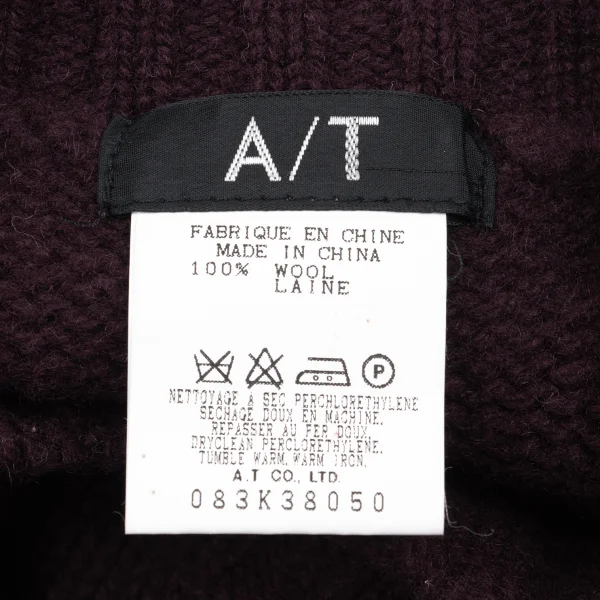 A/T
FABRIQUE EN CHINE
MADE IN CHINA
100% WOOL
LAINE
P
NETTOYAGE A SEC PERCHLORETHYLENE
SECHAGE DOUX EN MACHINE.
REPASSER AU FER DOUX.
DRYCLEAN PERCLORETHYLENE.
TUMBLE WARM. WARM IRON.
A.T CO., LTD.
083K38050